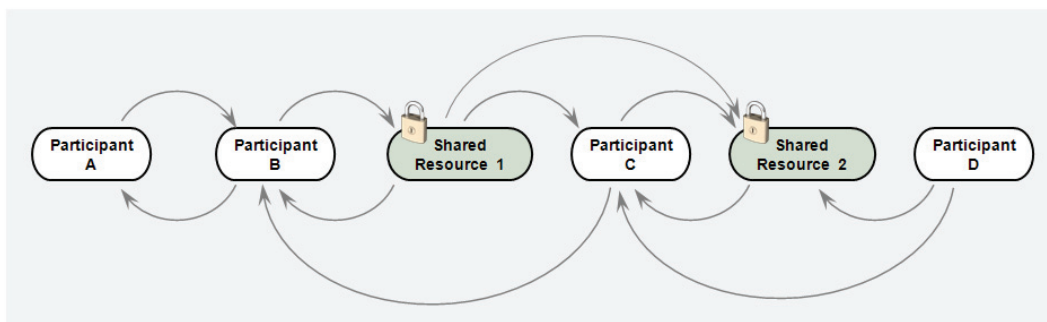 Participant
A
Participant
B
Shared
Resource 1
Participant
C
Shared
Resource 2
Participant
D